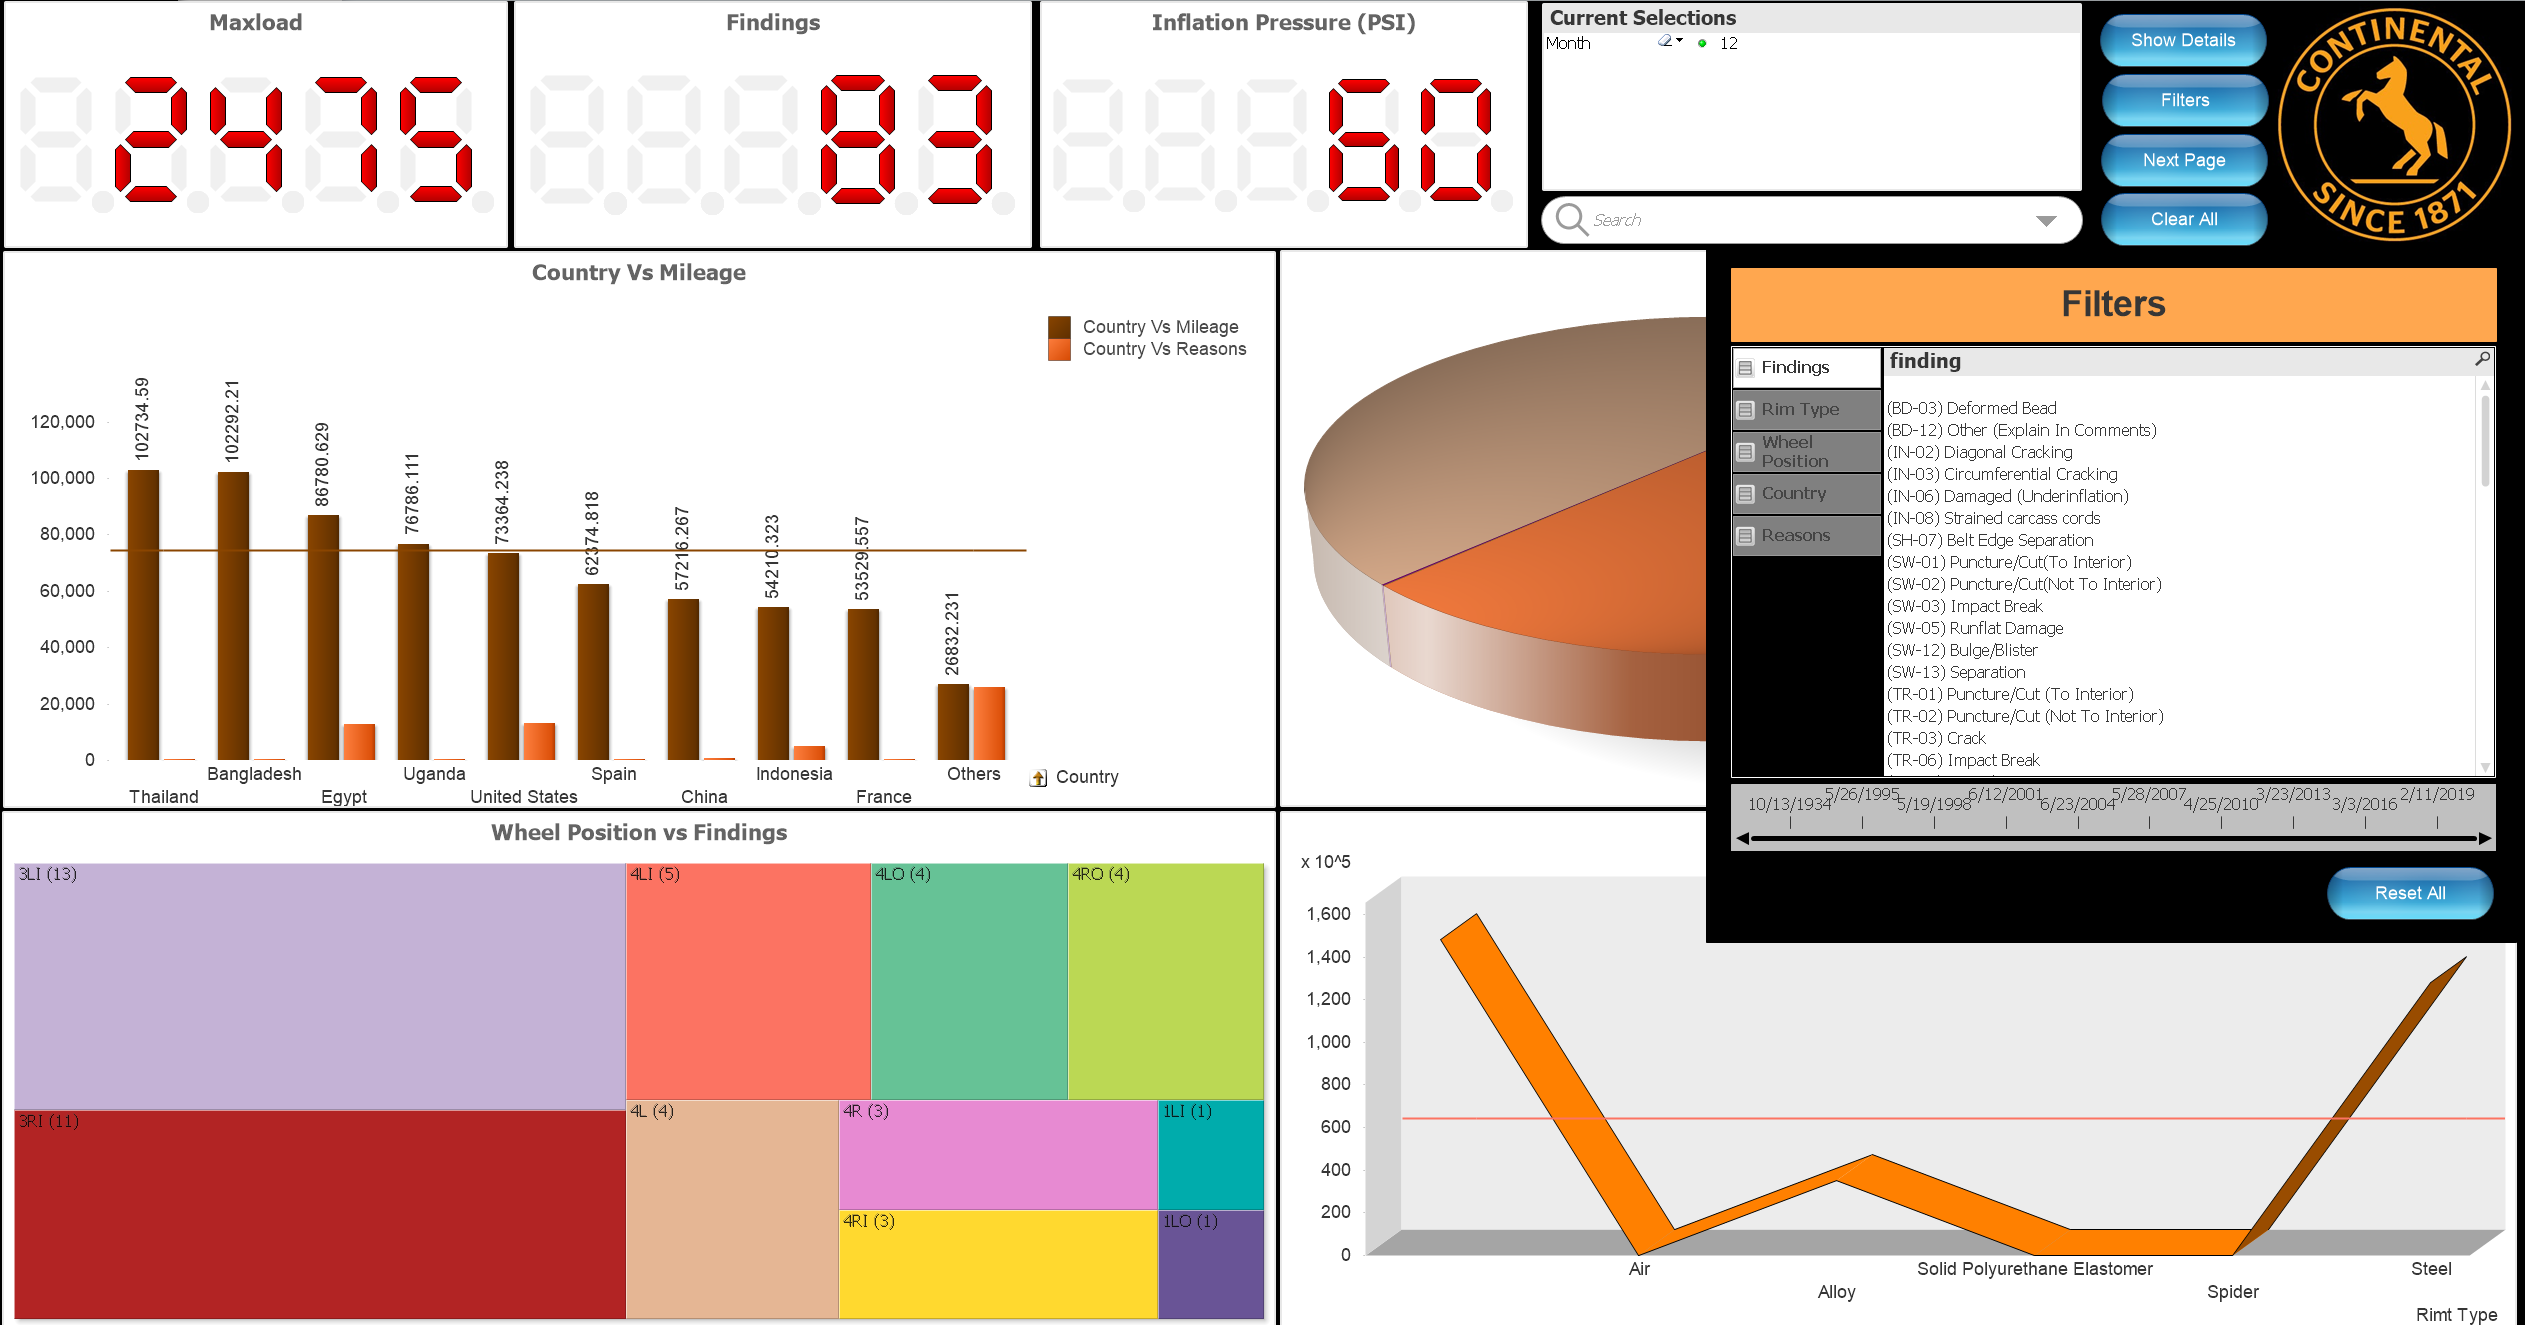 Maxload
2475
Findings
83
Inflation Pressure (PSI)
60
Current Selections
Month 12
Search
Show Details
Filters
Next Page
Clear All
CONTINENTAL
SINCE 1871
Country Vs Mileage
Country Vs Mileage
Country Vs Reasons
120,000
100,000
80,000
60,000
40,000
20,000
0
102734.59
102292.21
86780.629
76786.111
73364.238
62374.818
57216.267
54210.323
53529.557
26832.231
Bangladesh Uganda Spain Indonesia Others
Thailand Egypt United States China France
Country
Filters
Findings
Rim Type
Wheel
Position
Country
Reasons
finding
(BD-03) Deformed Bead
(BD-12) Other (Explain In Comments)
(IN-02) Diagonal Cracking
(IN-03) Circumferential Cracking
(IN-06) Damaged (Underinflation)
(IN-08) Strained carcass cords
(SH-07) Belt Edge Separation
(SW-01) Puncture/Cut(To Interior)
(SW-02) Puncture/Cut(Not To Interior)
(SW-03) Impact Break
(SW-05) Runflat Damage
(SW-12) Bulge/Blister
(SW-13) Separation
(TR-01) Puncture/Cut (To Interior)
(TR-02) Puncture/Cut (Not To Interior)
(TR-03) Crack
(TR-06) Impact Break
5/26/1995 6/12/2001 5/28/2007 3/23/2013 2/11/2019
10/13/1934 5/19/1998 6/23/2004 4/25/2010 3/3/2016
Reset All
Wheel Position vs Findings
3LI (13)
4LI (5)
4LO (4)
4RO (4)
3RI (11)
4L (4)
4R (3)
1LI (1)
4RI (3)
1LO (1)
x 10^5
1,600
1,400
1,200
1,000
800
600
400
200
0
Air Solid Polyurethane Elastomer Steel
Alloy Spider
Rimt Type